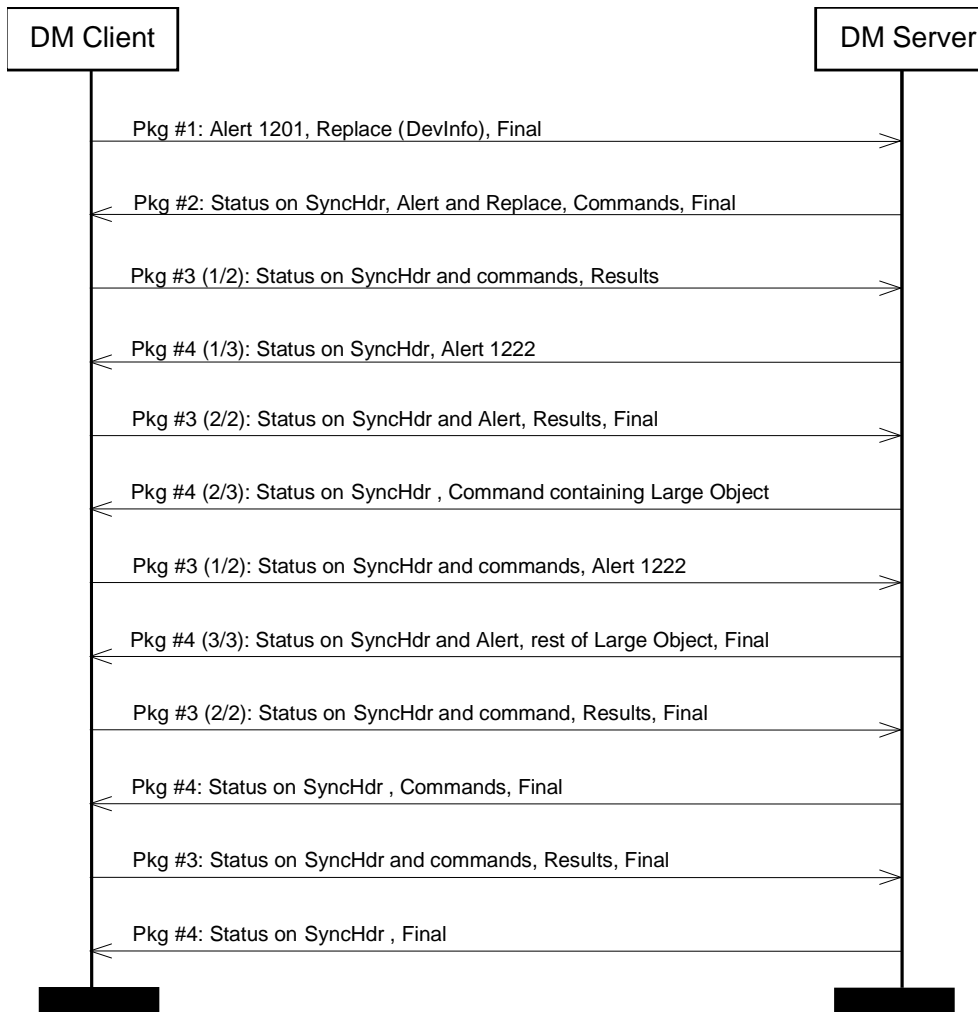 DM Client
DM Server
Pkg #1: Alert 1201, Replace (DevInfo), Final
Pkg #2: Status on SyncHdr, Alert and Replace, Commands, Final
Pkg #3 (1/2): Status on SyncHdr and commands, Results
Pkg #4 (1/3): Status on SyncHdr, Alert 1222
Pkg #3 (2/2): Status on SyncHdr and Alert, Results, Final
Pkg #4 (2/3): Status on SyncHdr , Command containing Large Object
Pkg #3 (1/2): Status on SyncHdr and commands, Alert 1222
Pkg #4 (3/3): Status on SyncHdr and Alert, rest of Large Object, Final
Pkg #3 (2/2): Status on SyncHdr and command, Results, Final
Pkg #4: Status on SyncHdr , Commands, Final
Pkg #3: Status on SyncHdr and commands, Results, Final
Pkg #4: Status on SyncHdr , Final